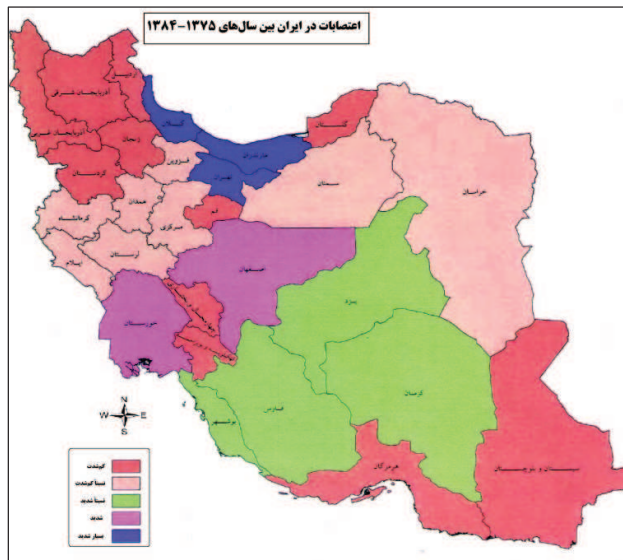 اعتصابات در ایران بین سال‌های ۱۳۷۵-۱۳۸۴
اردبیل
آذربایجان شرقی
آذربایجان غربی
گیلان
زنجان
کردستان
مازندران
گلستان
قزوین
تهران
سمنان
خراسان
همدان
کرمانشاه
مرکزی
قم
لرستان
ایلام
اصفهان
یزد
خوزستان
کرمان
فارس
بوشهر
هرمزگان
سیستان و بلوچستان
N
W E
S
کم‌شدت
نسبتاً کم‌شدت
نسبتاً شدید
شدید
بسیار شدید